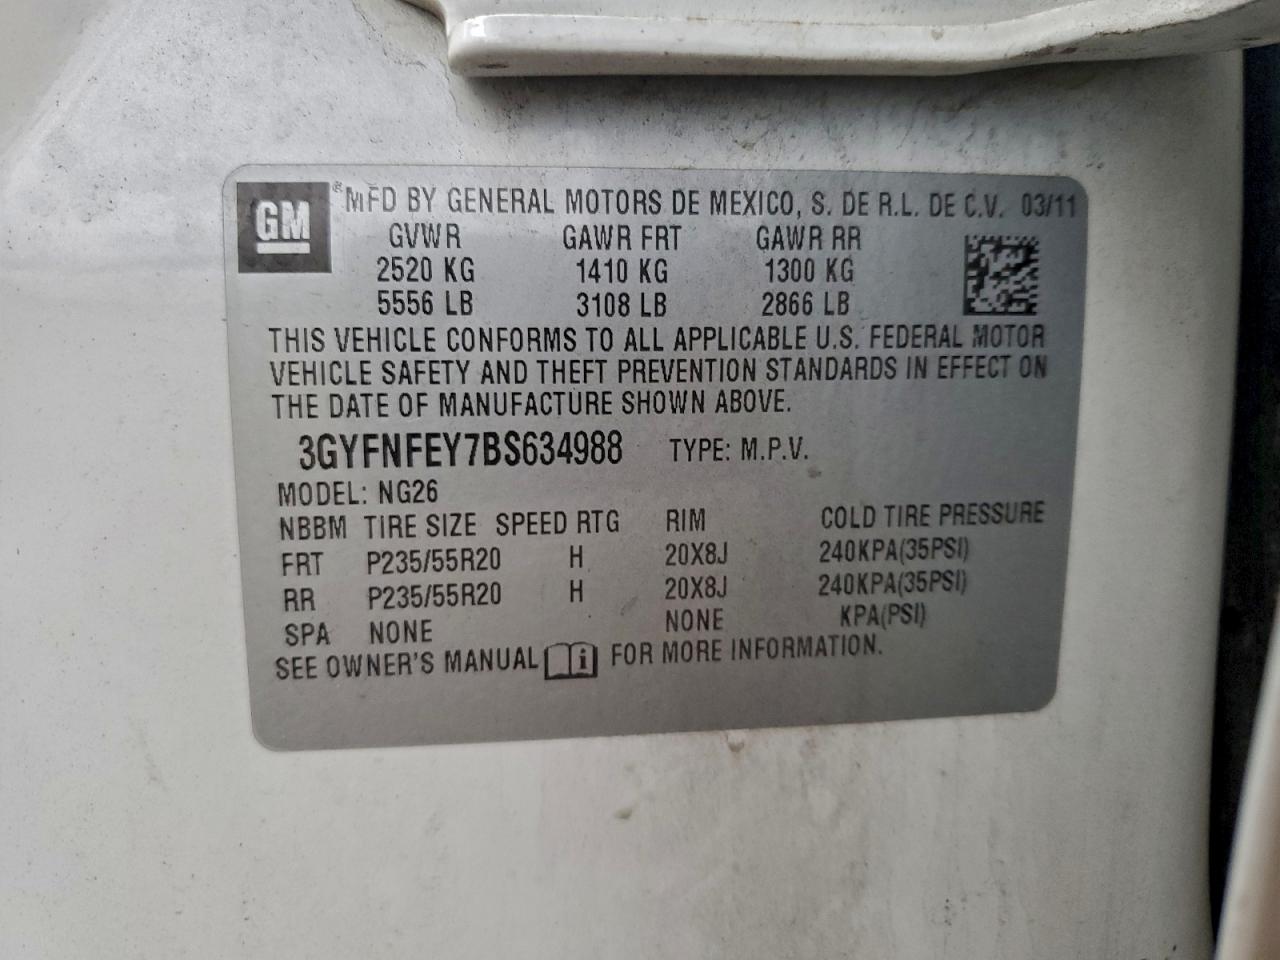 GM
® MFD BY GENERAL MOTORS DE MEXICO, S. DE R.L. DE C.V. 03/11
GVWR GAWR FRT GAWR RR
2520 KG 1410 KG 1300 KG
5556 LB 3108 LB 2866 LB
THIS VEHICLE CONFORMS TO ALL APPLICABLE U.S. FEDERAL MOTOR
VEHICLE SAFETY AND THEFT PREVENTION STANDARDS IN EFFECT ON
THE DATE OF MANUFACTURE SHOWN ABOVE.
3GYFNFEY7BS634988 TYPE: M.P.V.
MODEL: NG26
NBBM TIRE SIZE SPEED RTG RIM COLD TIRE PRESSURE
FRT P235/55R20 H 20X8J 240KPA(35PSI)
RR P235/55R20 H 20X8J 240KPA(35PSI)
SPA NONE NONE KPA(PSI)
SEE OWNER'S MANUAL i FOR MORE INFORMATION.